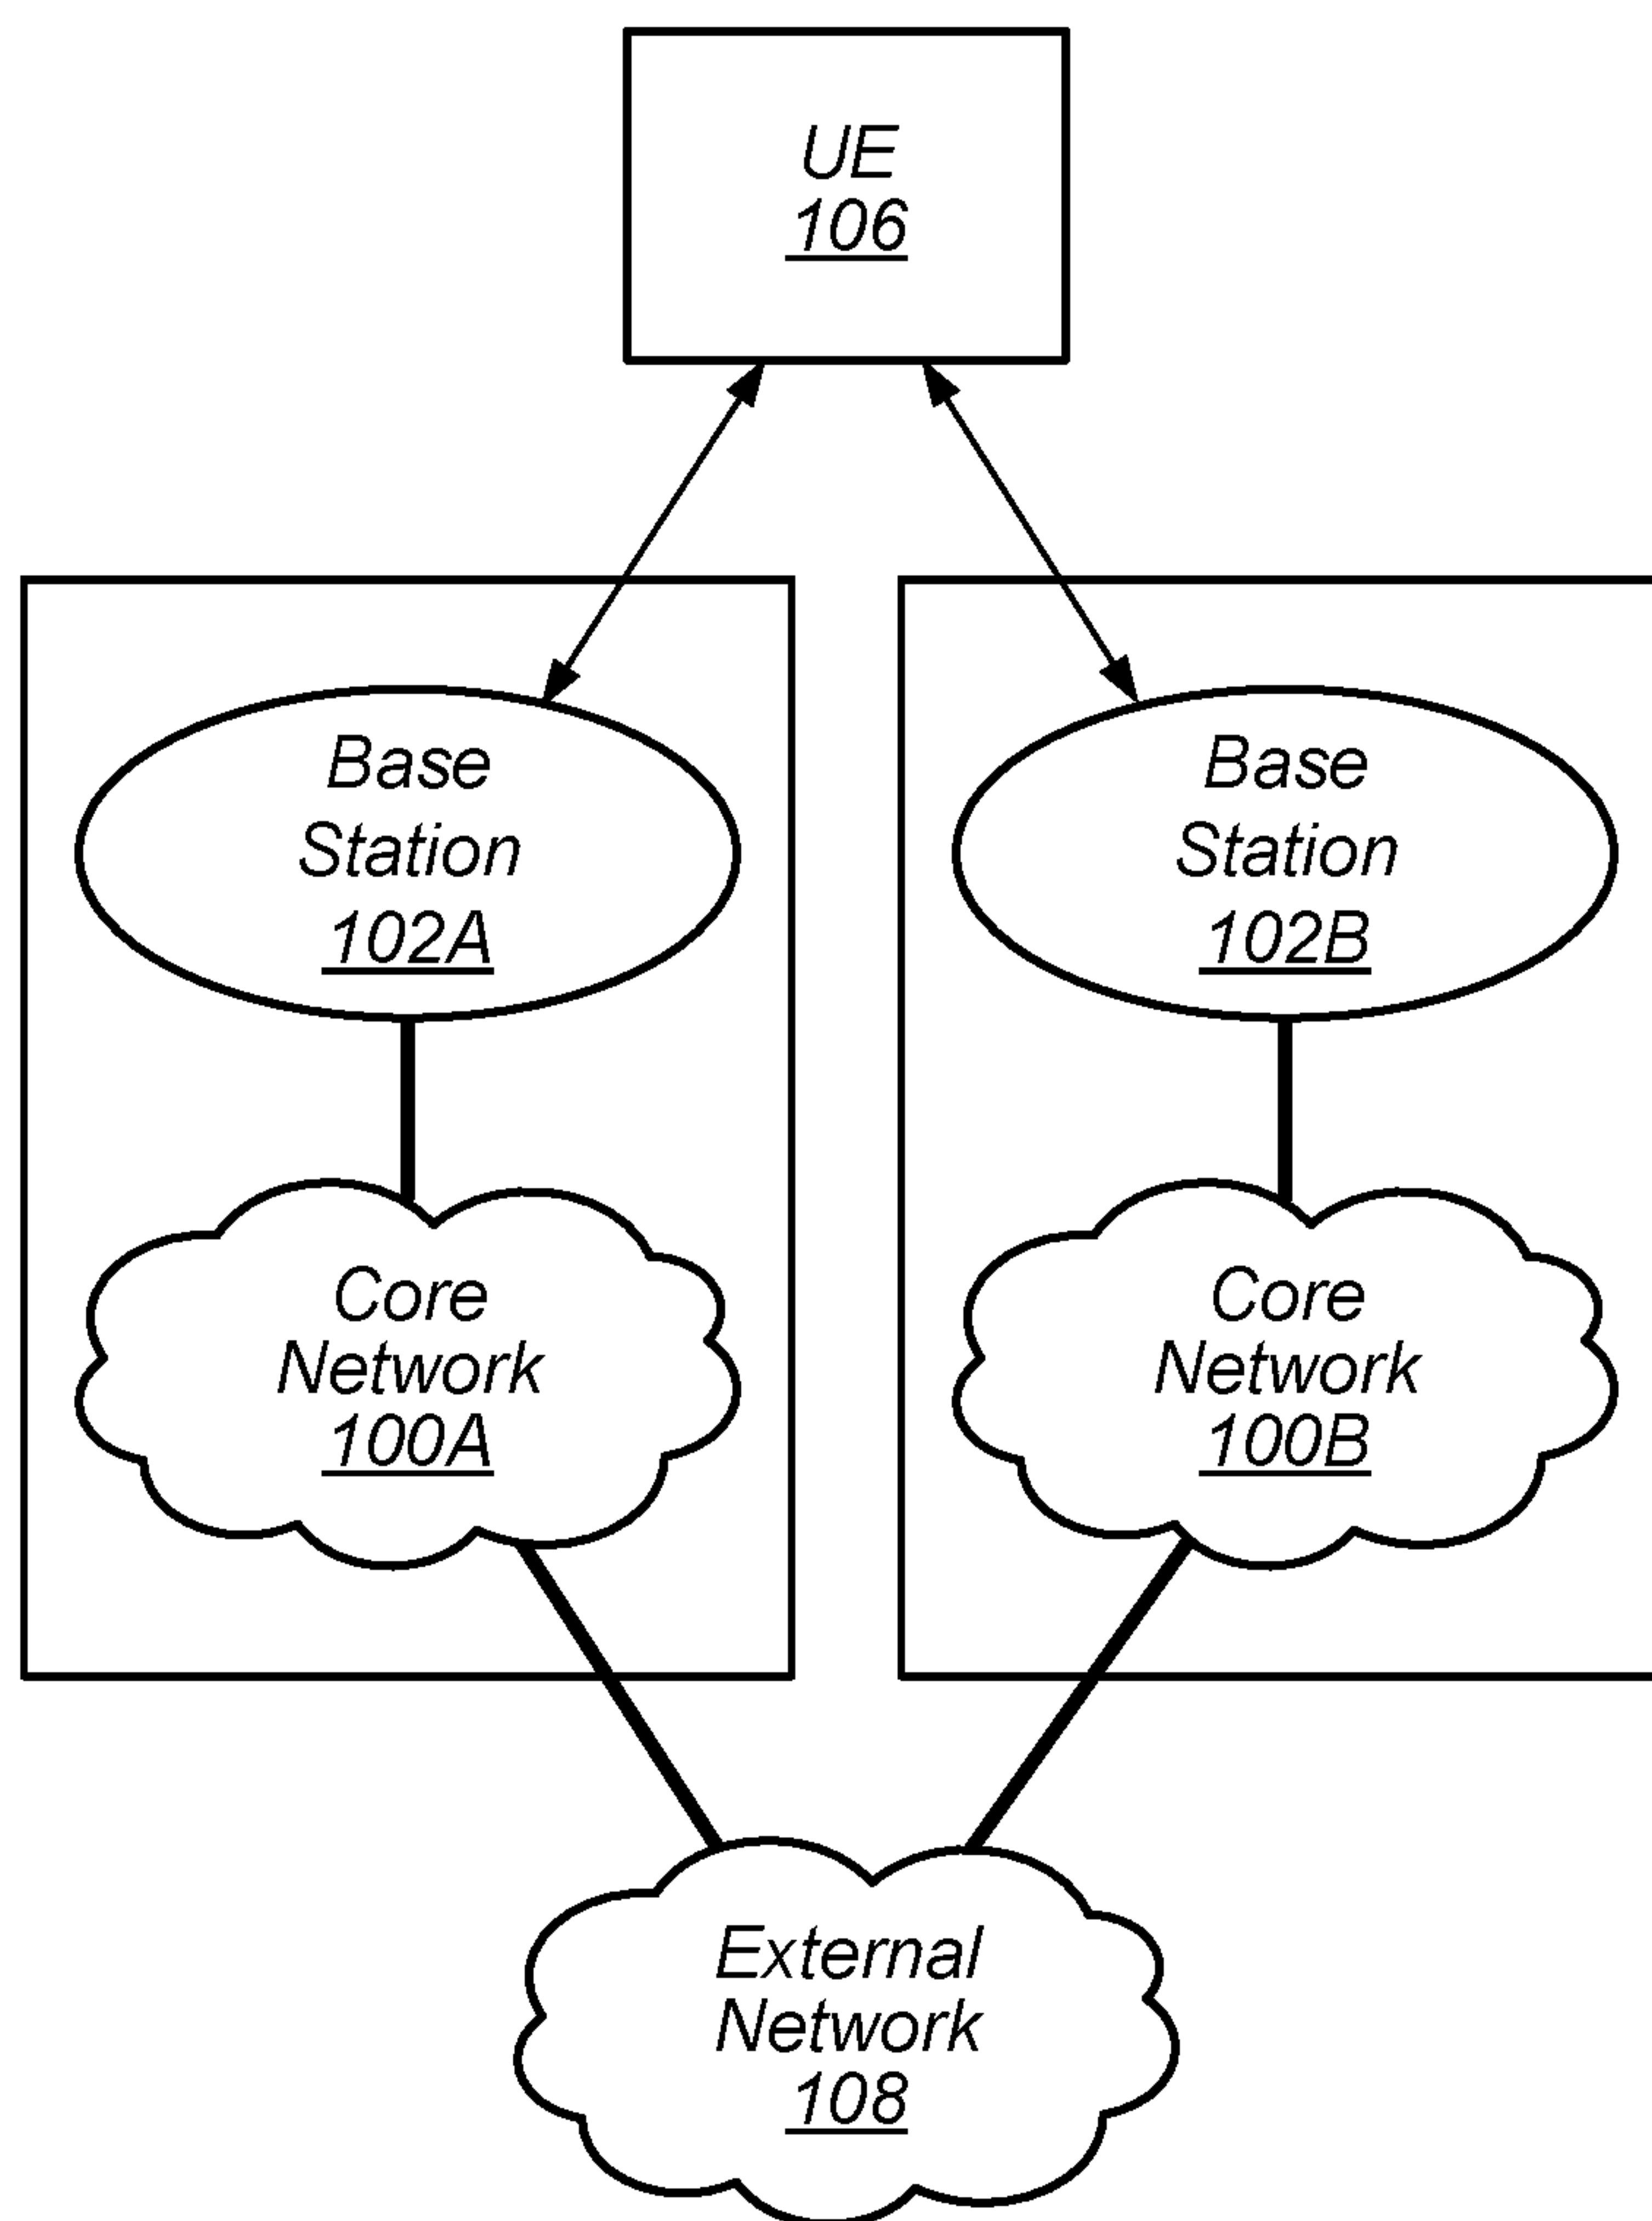 UE
106
Base
Station
102A
Base
Station
102B
Core
Network
100A
Core
Network
100B
External
Network
108